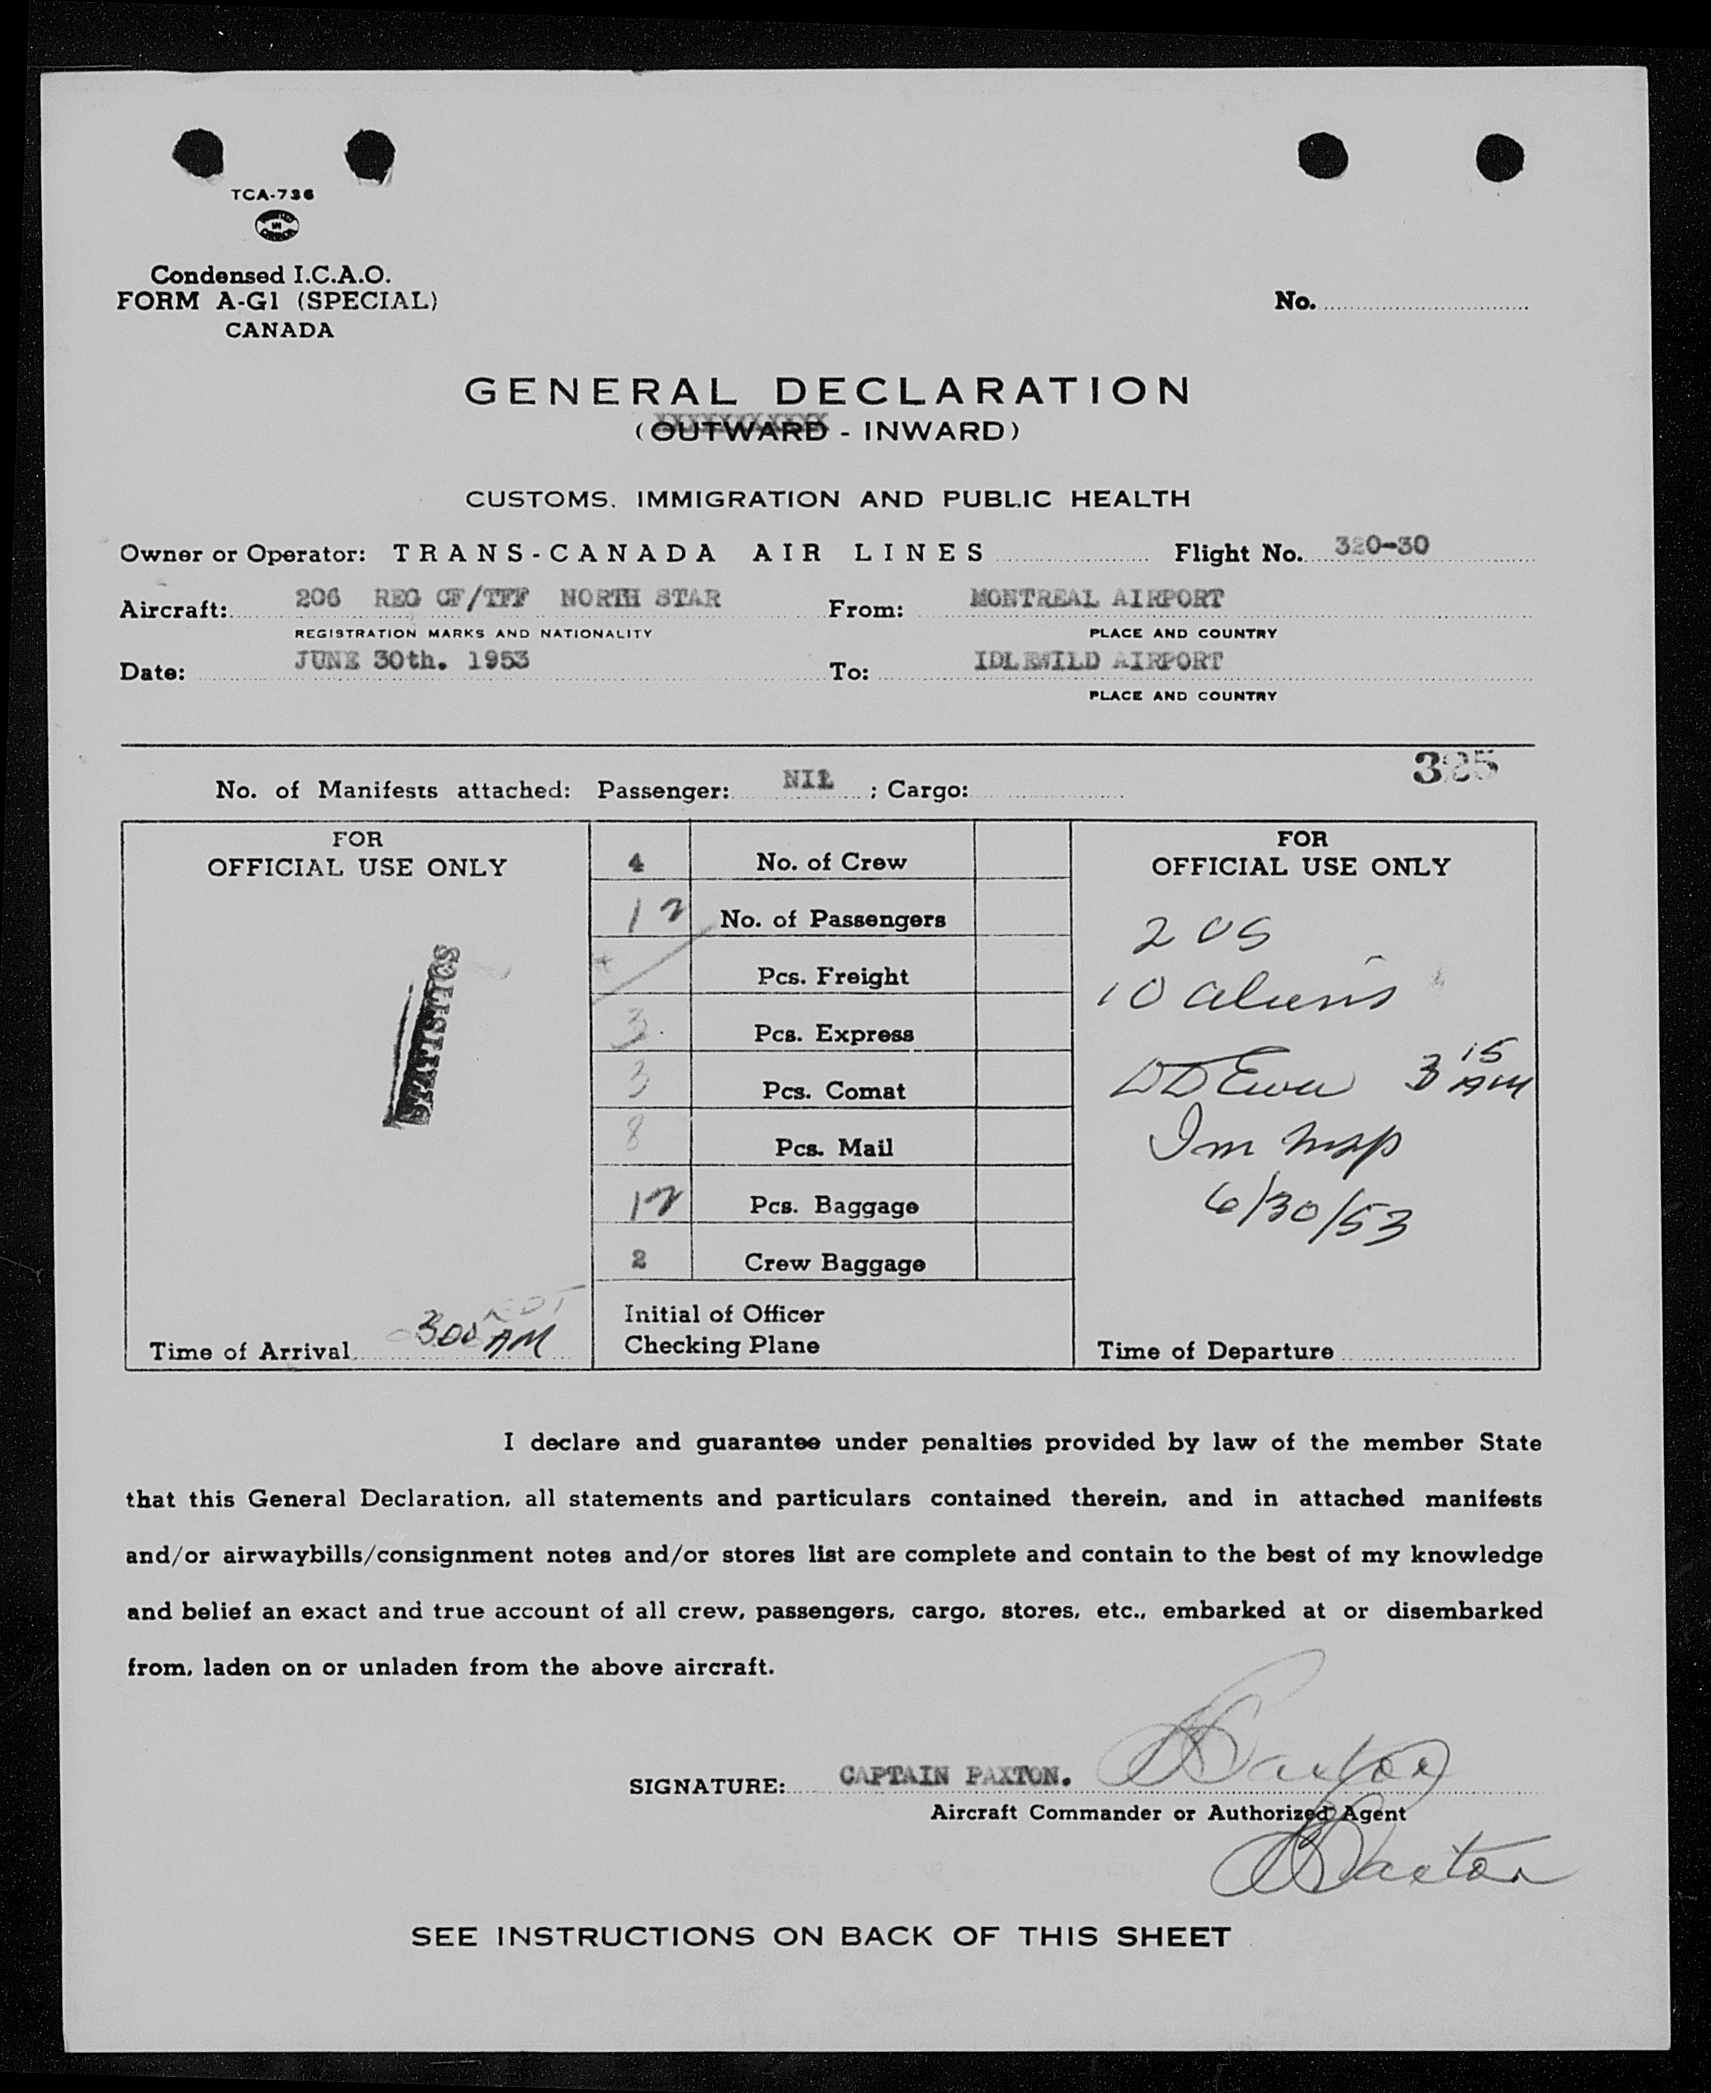 TCA-736
IN
Condensed I.C.A.O.
FORM A-G1 (SPECIAL)
CANADA
No.
GENERAL DECLARATION
(OUTWARD - INWARD)
CUSTOMS, IMMIGRATION AND PUBLIC HEALTH
Owner or Operator: TRANS-CANADA AIR LINES Flight No. 320-30
Aircraft: 206 REG CF/TFF NORTH STAR From: MONTREAL AIRPORT
REGISTRATION MARKS AND NATIONALITY PLACE AND COUNTRY
Date: JUNE 30th. 1953 To: IDLEWILD AIRPORT
PLACE AND COUNTRY
325
No. of Manifests attached: Passenger: NIL ; Cargo:
FOR
OFFICIAL USE ONLY
STATISTICS
Time of Arrival 300 AM EDT
4 No. of Crew
12 No. of Passengers
Pcs. Freight
3 Pcs. Express
3 Pcs. Comat
8 Pcs. Mail
12 Pcs. Baggage
2 Crew Baggage
Initial of Officer
Checking Plane
FOR
OFFICIAL USE ONLY
2 US
10 aliens
3 15 AM
Im Insp
6/30/53
Time of Departure
I declare and guarantee under penalties provided by law of the member State
that this General Declaration, all statements and particulars contained therein, and in attached manifests
and/or airwaybills/consignment notes and/or stores list are complete and contain to the best of my knowledge
and belief an exact and true account of all crew, passengers, cargo, stores, etc., embarked at or disembarked
from, laden on or unladen from the above aircraft.
SIGNATURE: CAPTAIN PAXTON. Paxton
Aircraft Commander or Authorized Agent
Paxton
SEE INSTRUCTIONS ON BACK OF THIS SHEET